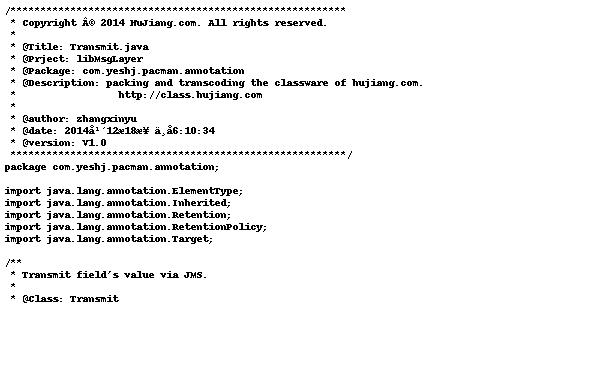 /********************************************************
 * Copyright Â© 2014 HuJiang.com. All rights reserved.
 *
 * @Title: Transmit.java
 * @Prject: libMsgLayer
 * @Package: com.yeshj.pacman.annotation
 * @Description: packing and transcoding the classware of hujiang.com.
 *                 http://class.hujiang.com
 *
 * @author: zhangxinyu
 * @date: 2014å¹´12æ18æ¥ ä¸å6:10:34
 * @version: V1.0
 ********************************************************/
package com.yeshj.pacman.annotation;

import java.lang.annotation.ElementType;
import java.lang.annotation.Inherited;
import java.lang.annotation.Retention;
import java.lang.annotation.RetentionPolicy;
import java.lang.annotation.Target;

/**
 * Transmit field's value via JMS.
 *
 * @Class: Transmit